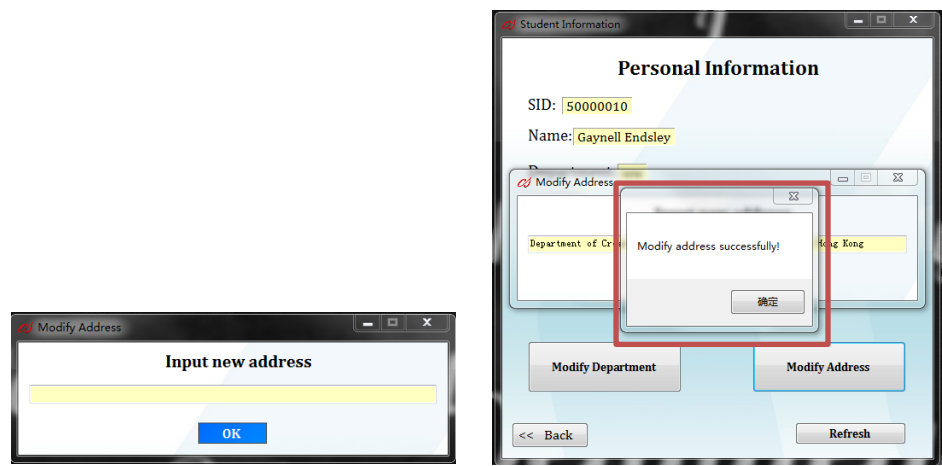 Modify Address
Input new address
OK
Student Information
Personal Information
SID: 50000010
Name: Gaynell Endsley
Modify Address
Department of Cre
Hong Kong
Modify address successfully!
确定
Modify Department
Modify Address
<< Back
Refresh